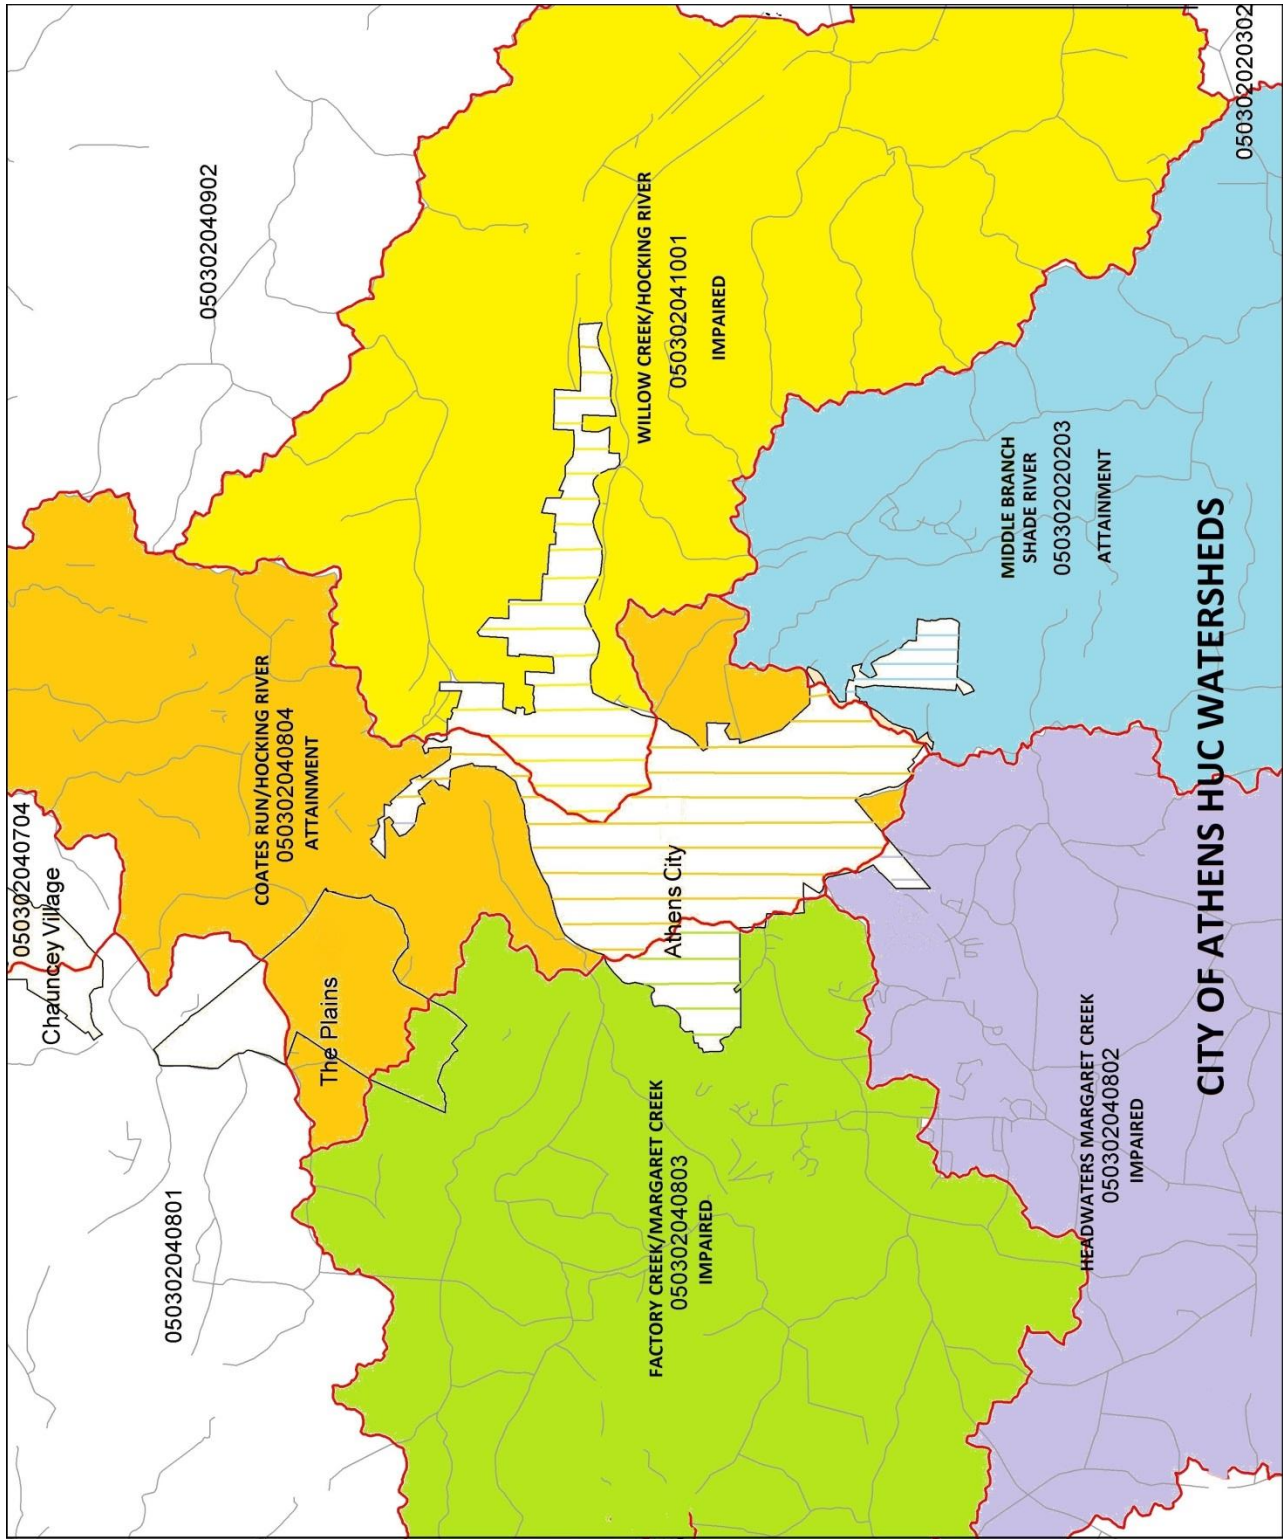 050302040704
Chauncey Village
050302040902
050302040801
COATES RUN/HOCKING RIVER
050302040804
ATTAINMENT
The Plains
WILLOW CREEK/HOCKING RIVER
050302041001
IMPAIRED
Athens City
FACTORY CREEK/MARGARET CREEK
050302040803
IMPAIRED
MIDDLE BRANCH
SHADE RIVER
050302020203
ATTAINMENT
HEADWATERS MARGARET CREEK
050302040802
IMPAIRED
050302020302
CITY OF ATHENS HUC WATERSHEDS